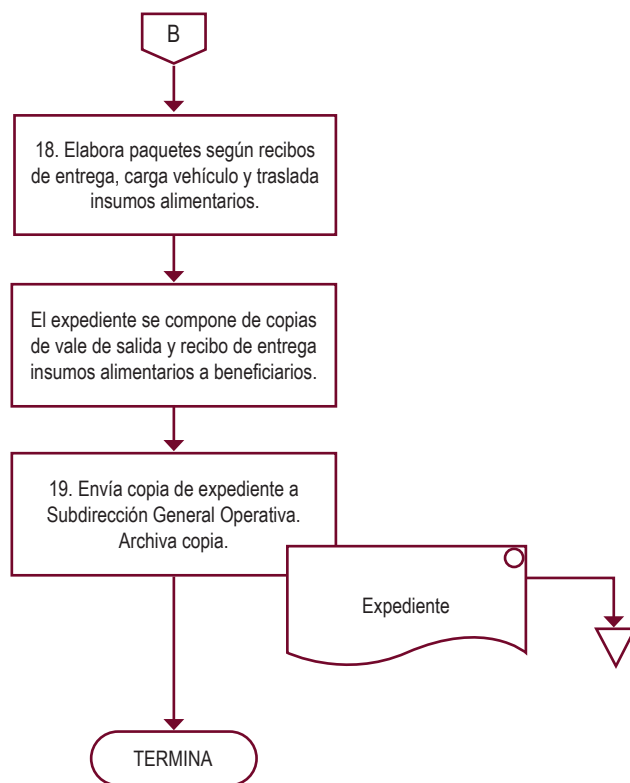 B
18. Elabora paquetes según recibos
de entrega, carga vehículo y traslada
insumos alimentarios.
El expediente se compone de copias
de vale de salida y recibo de entrega
insumos alimentarios a beneficiarios.
19. Envía copia de expediente a
Subdirección General Operativa.
Archiva copia.
Expediente
TERMINA